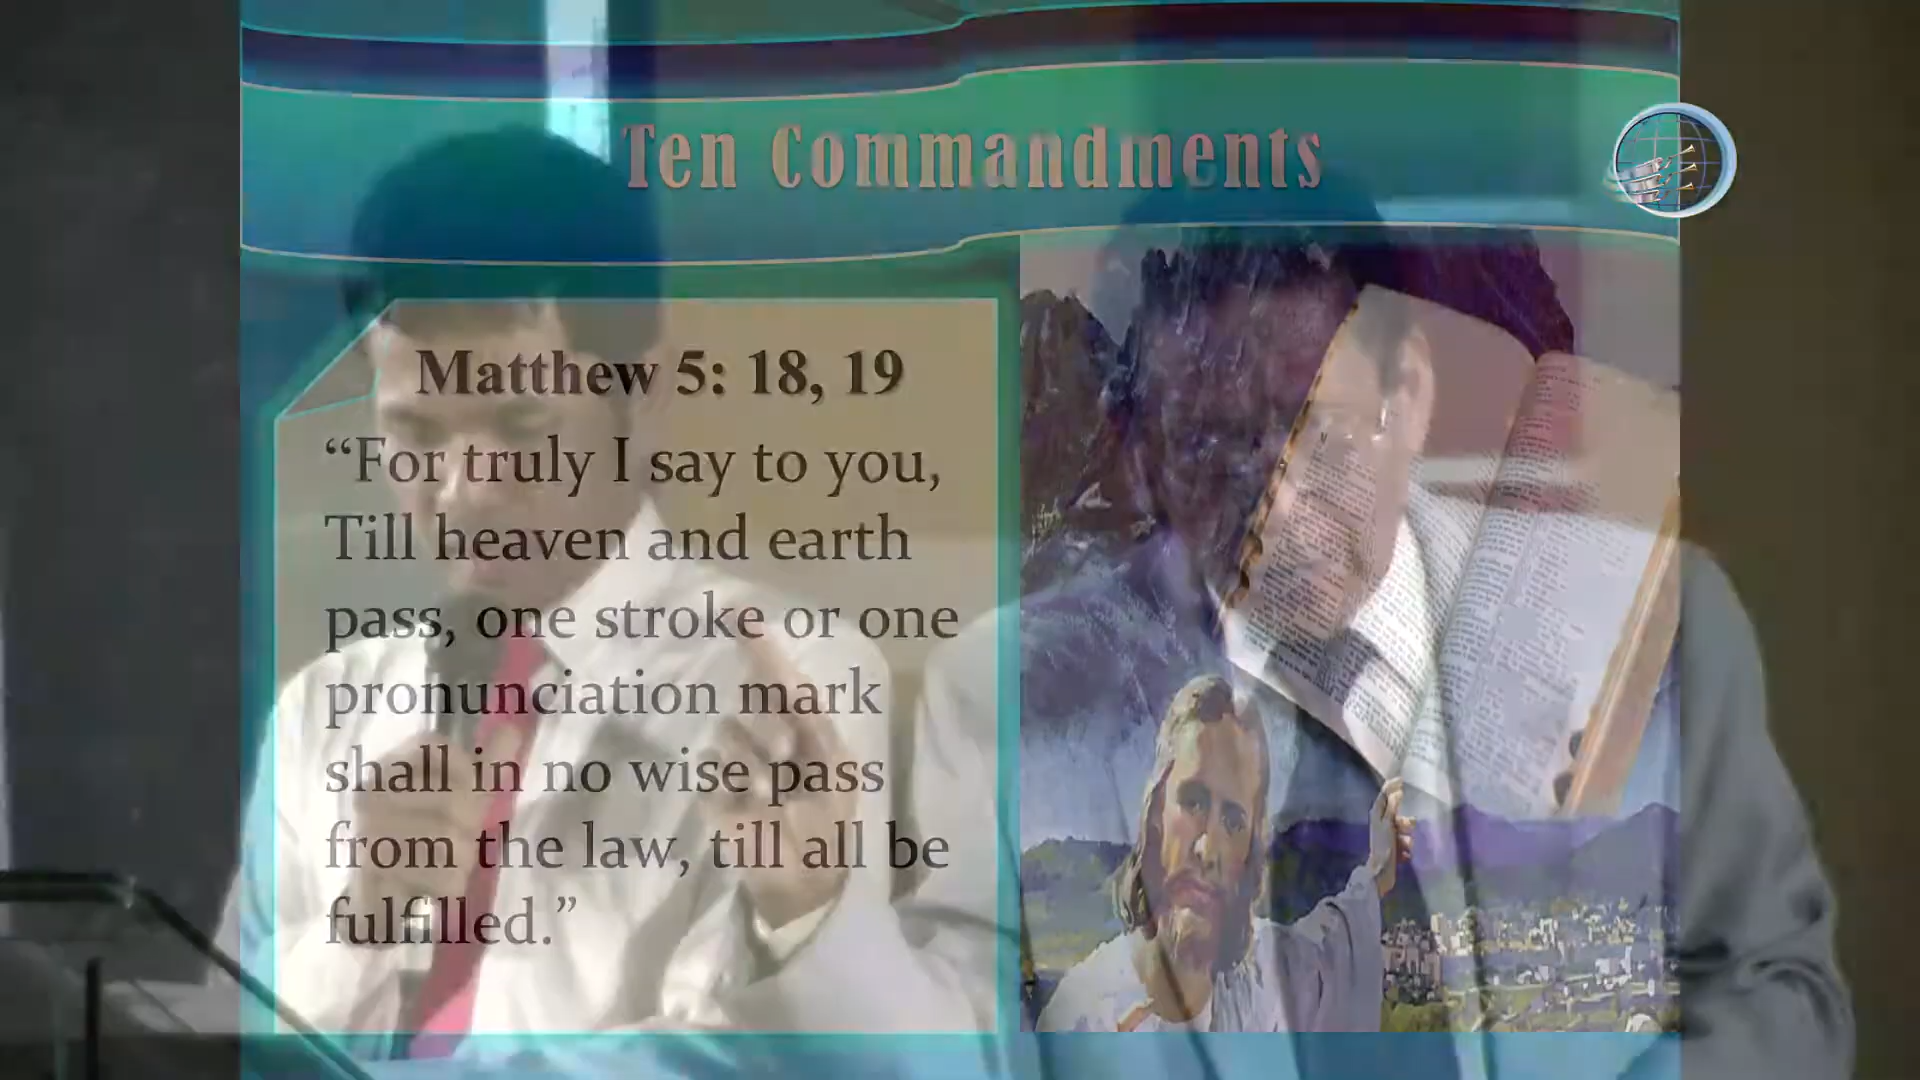 Ten Commandments
Matthew 5: 18, 19
“For truly I say to you,
Till heaven and earth
pass, one stroke or one
pronunciation mark
shall in no wise pass
from the law, till all be
fulfilled.”